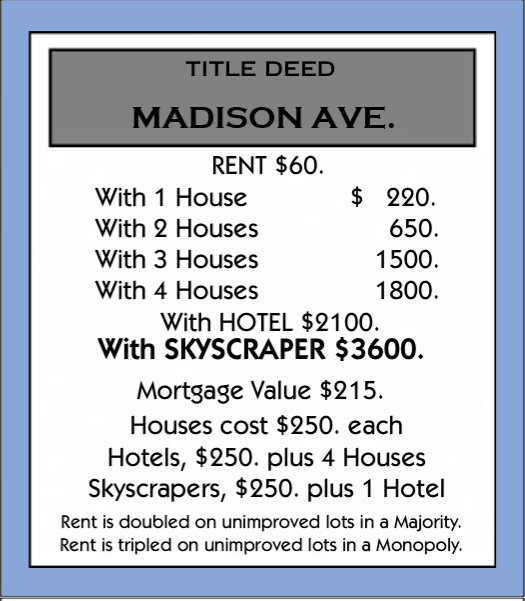 TITLE DEED
MADISON AVE.
RENT $60.
With 1 House $ 220.
With 2 Houses 650.
With 3 Houses 1500.
With 4 Houses 1800.
With HOTEL $2100.
With SKYSCRAPER $3600.
Mortgage Value $215.
Houses cost $250. each
Hotels, $250. plus 4 Houses
Skyscrapers, $250. plus 1 Hotel
Rent is doubled on unimproved lots in a Majority.
Rent is tripled on unimproved lots in a Monopoly.